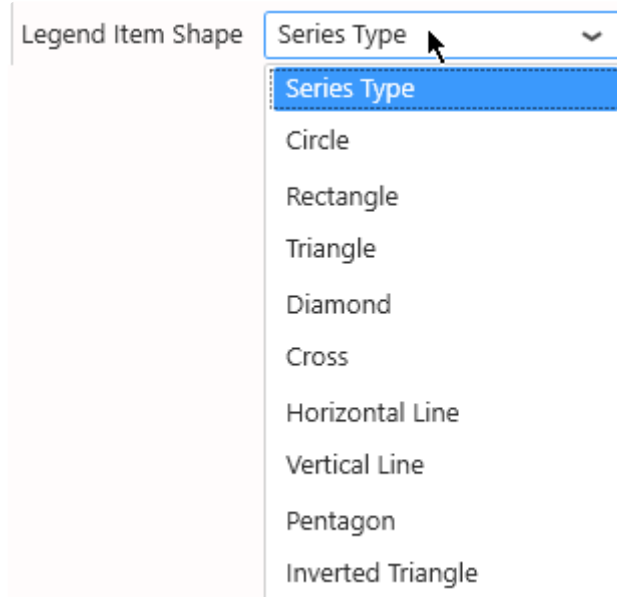 Legend Item Shape Series Type
Series Type
Circle
Rectangle
Triangle
Diamond
Cross
Horizontal Line
Vertical Line
Pentagon
Inverted Triangle